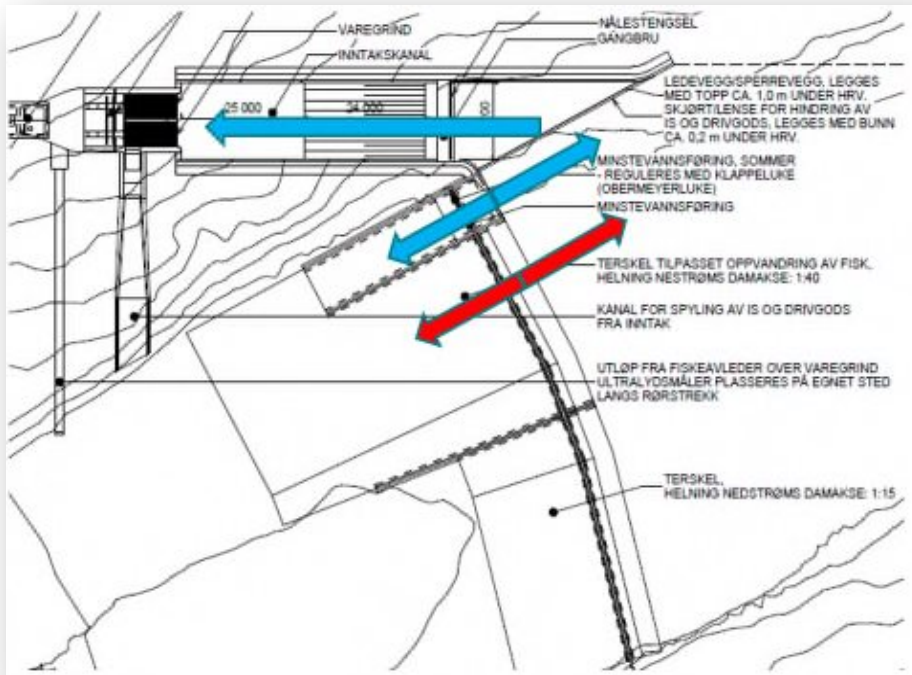 VAREGRIND
INNTAKSKANAL
NÅLESTENGSEL
GANGBRU
LEDEVEGG/SPERREVEGG, LEGGES
MED TOPP CA. 1,0 m UNDER HRV.
SKJØRT/LENSE FOR HINDRING AV
IS OG DRIVGODS, LEGGES MED BUNN
CA. 0,2 m UNDER HRV.
25 000
24 000
MINSTEVANNSFØRING, SOMMER
- REGULERES MED KLAPPELUKE
(OBERMEYERLUKE)
MINSTEVANNSFØRING
TERSKEL TILPASSET OPPVANDRING AV FISK,
HELNING NESTRØMS DAMAKSE: 1:40
KANAL FOR SPYLING AV IS OG DRIVGODS
FRA INNTAK
UTLØP FRA FISKEAVLEDER OVER VAREGRIND
ULTRALYDSMÅLER PLASSERES PÅ EGNET STED
LANGS RØRSTREKK
TERSKEL,
HELNING NEDSTRØMS DAMAKSE: 1:15